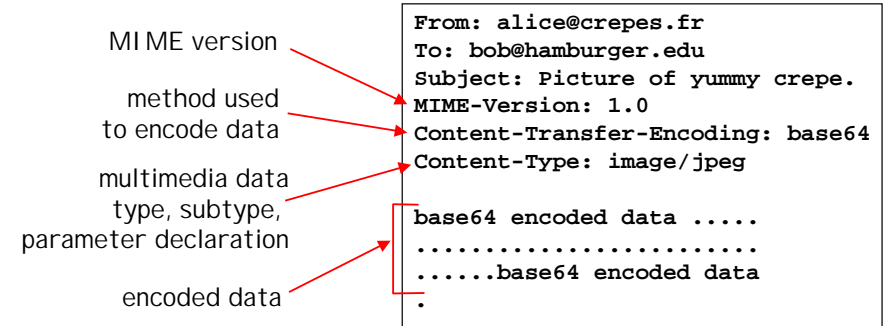 MIME version
method used
to encode data
multimedia data
type, subtype,
parameter declaration
encoded data
From: alice@crepes.fr
To: bob@hamburger.edu
Subject: Picture of yummy crepe.
MIME-Version: 1.0
Content-Transfer-Encoding: base64
Content-Type: image/jpeg
base64 encoded data .....
.........................
......base64 encoded data
.